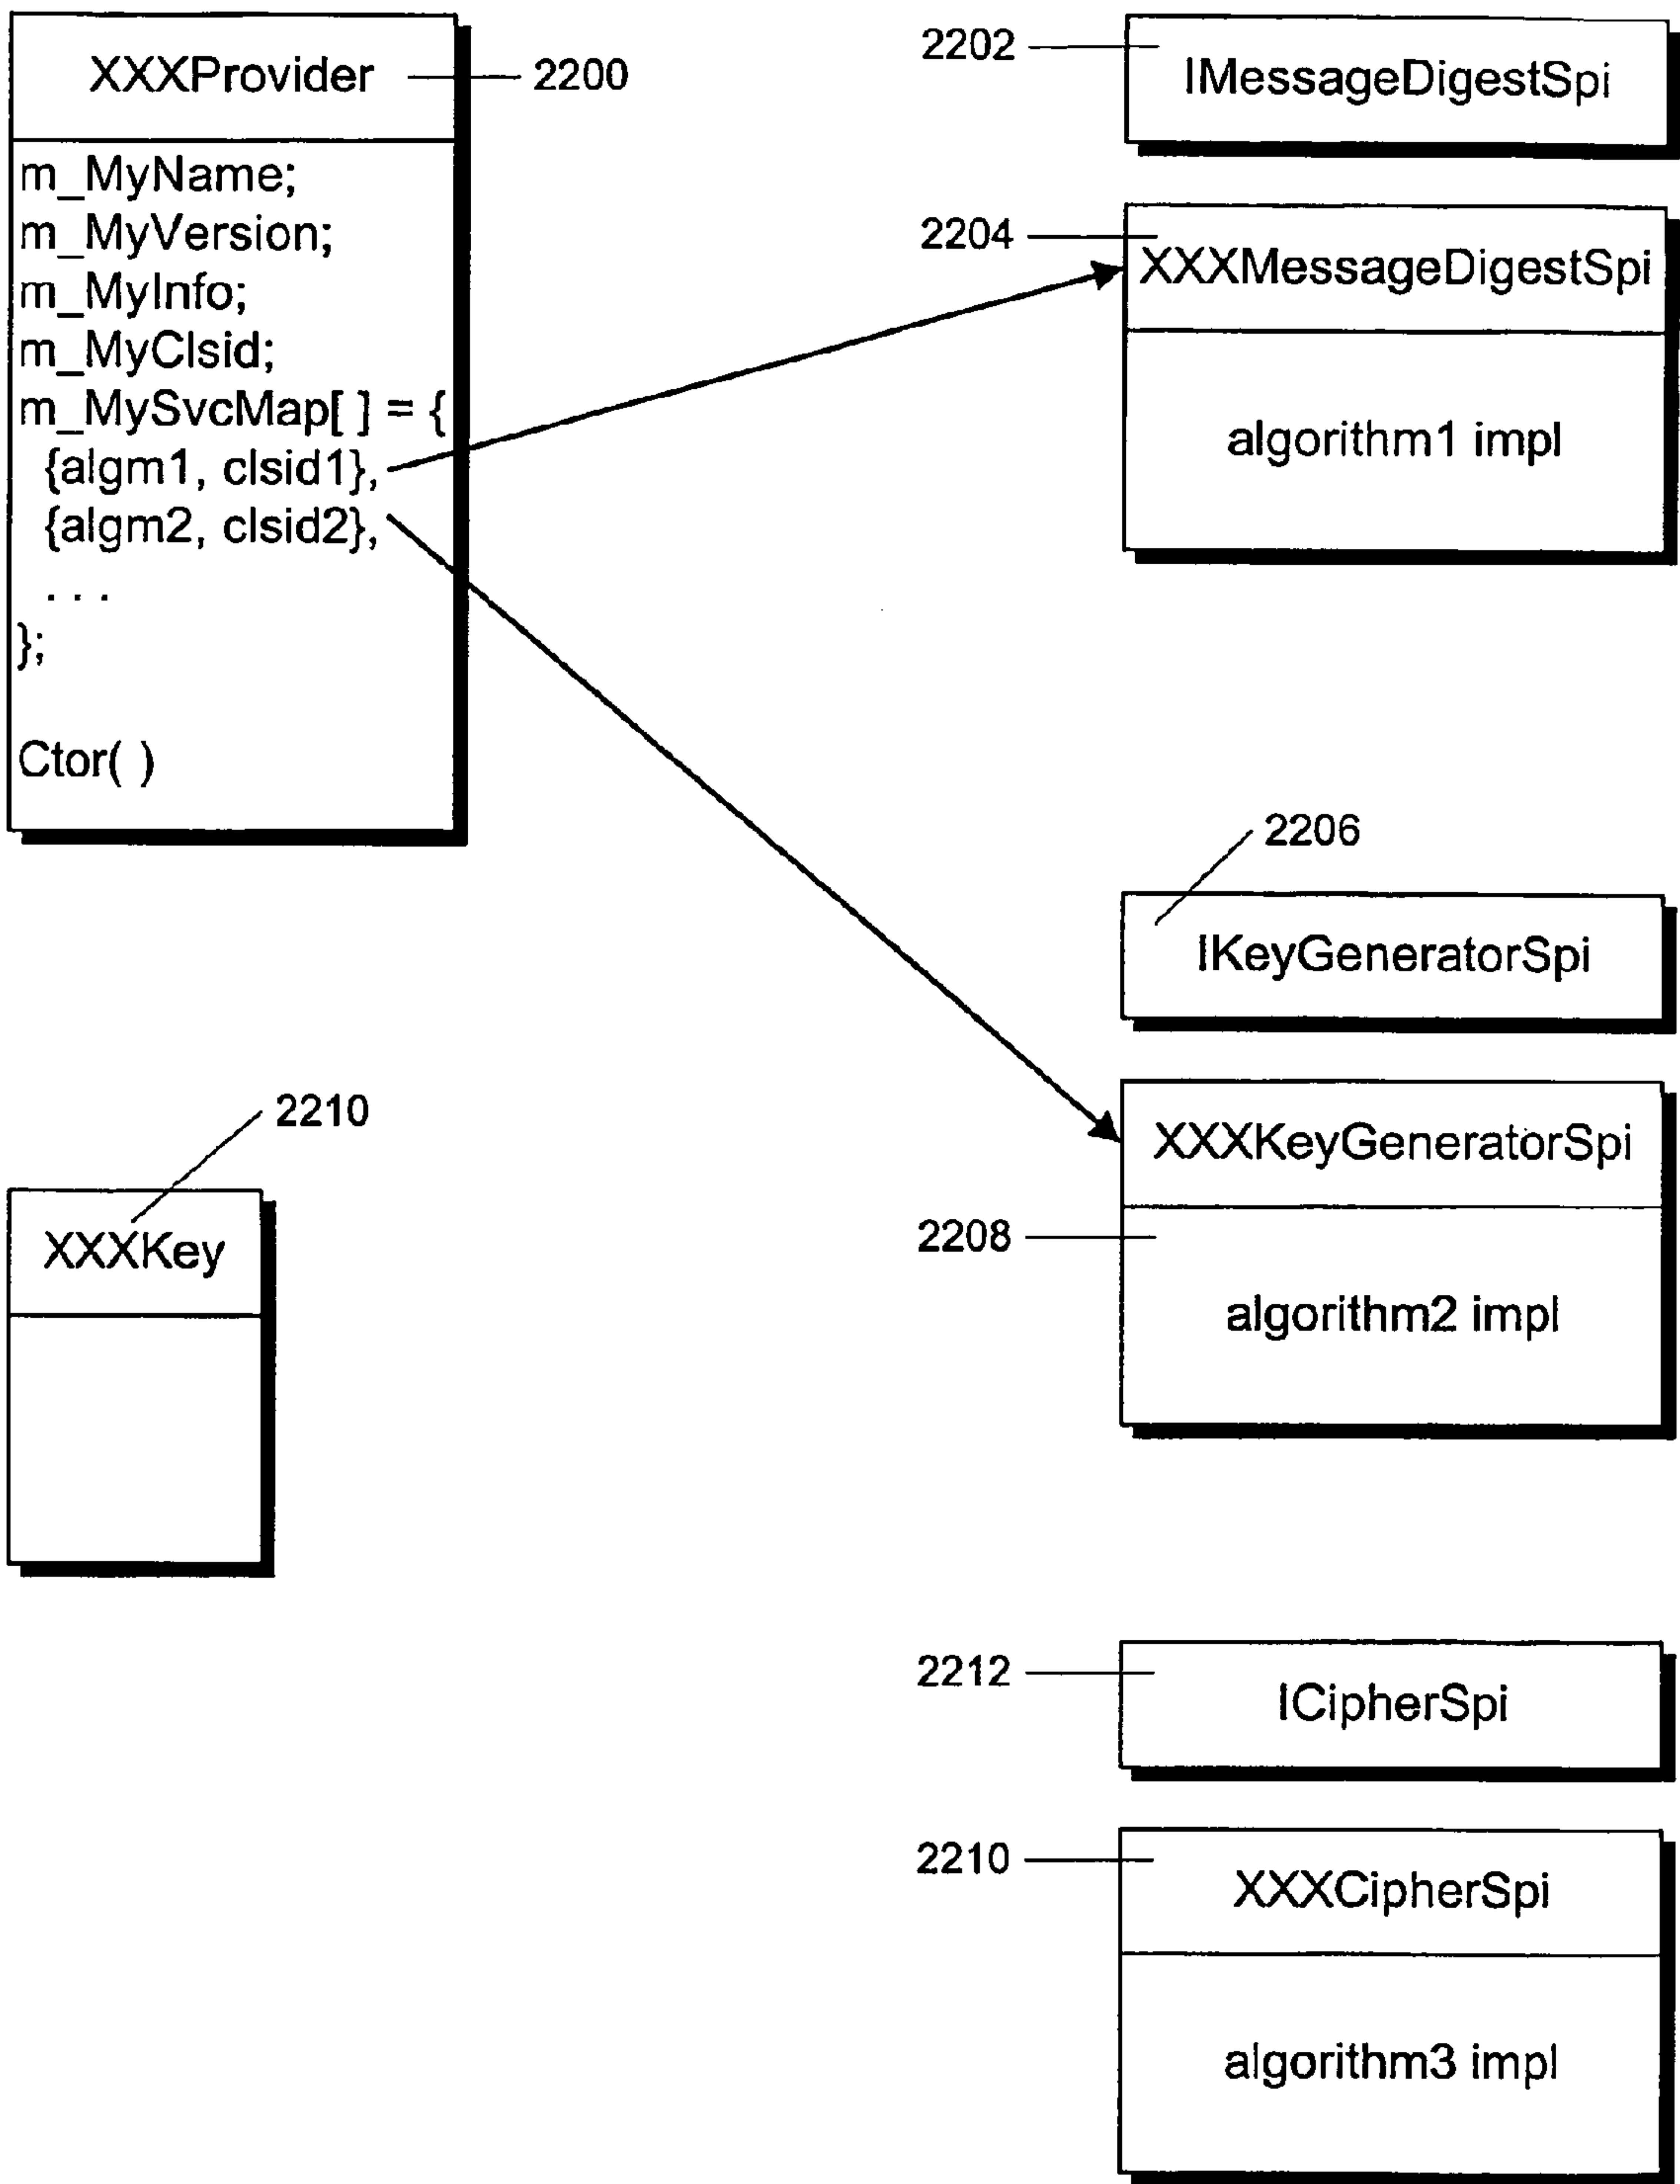 XXXProvider
2200
m_MyName;
m_MyVersion;
m_MyInfo;
m_MyClsid;
m_MySvcMap[ ] = {
{algm1, clsid1},
{algm2, clsid2},
. . .
};
Ctor( )
2202
IMessageDigestSpi
2204
XXXMessageDigestSpi
algorithm1 impl
2206
IKeyGeneratorSpi
XXXKeyGeneratorSpi
2208
algorithm2 impl
2210
XXXKey
2212
ICipherSpi
2210
XXXCipherSpi
algorithm3 impl